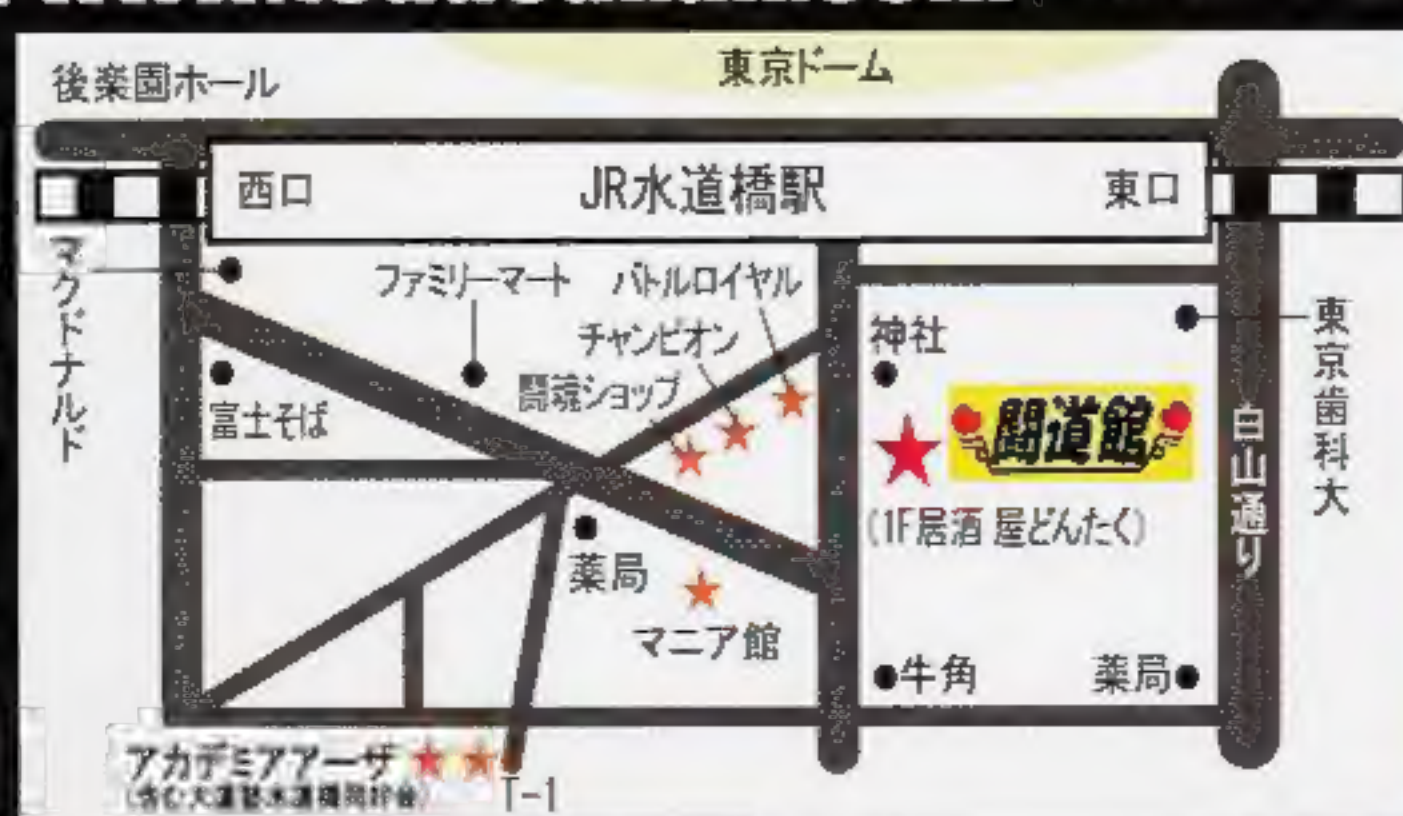 後楽園ホール
東京ドーム
西口
JR水道橋駅
東口
マクドナルド
ファミリーマート
バトルロイヤル
チャンピオン
闘魂ショップ
神社
東京歯科大
富士そば
闘道館
白山通り
(1F居酒屋どんたく)
薬局
マニア館
牛角
薬局
アカデミアアーザ
T-1